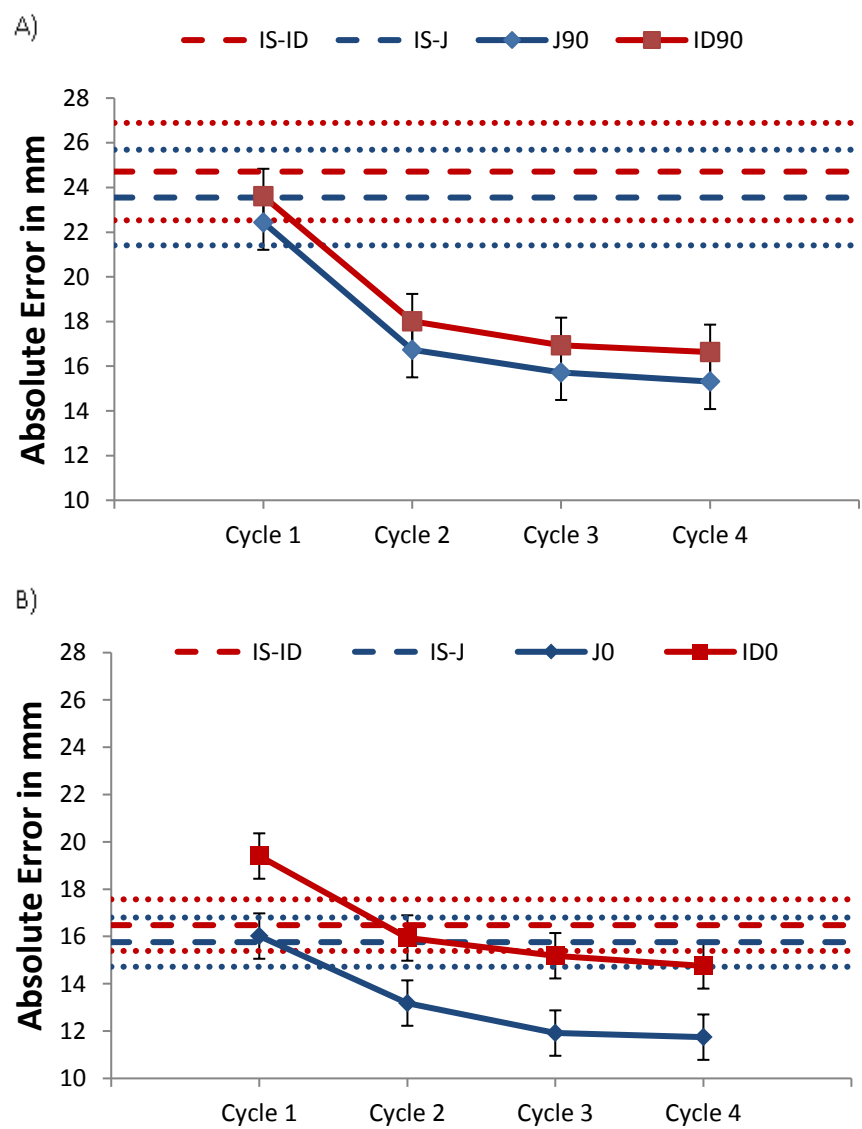 A)
IS-ID IS-J J90 ID90
Absolute Error in mm
28
26
24
22
20
18
16
14
12
10
Cycle 1 Cycle 2 Cycle 3 Cycle 4
B)
IS-ID IS-J J0 ID0
Absolute Error in mm
28
26
24
22
20
18
16
14
12
10
Cycle 1 Cycle 2 Cycle 3 Cycle 4